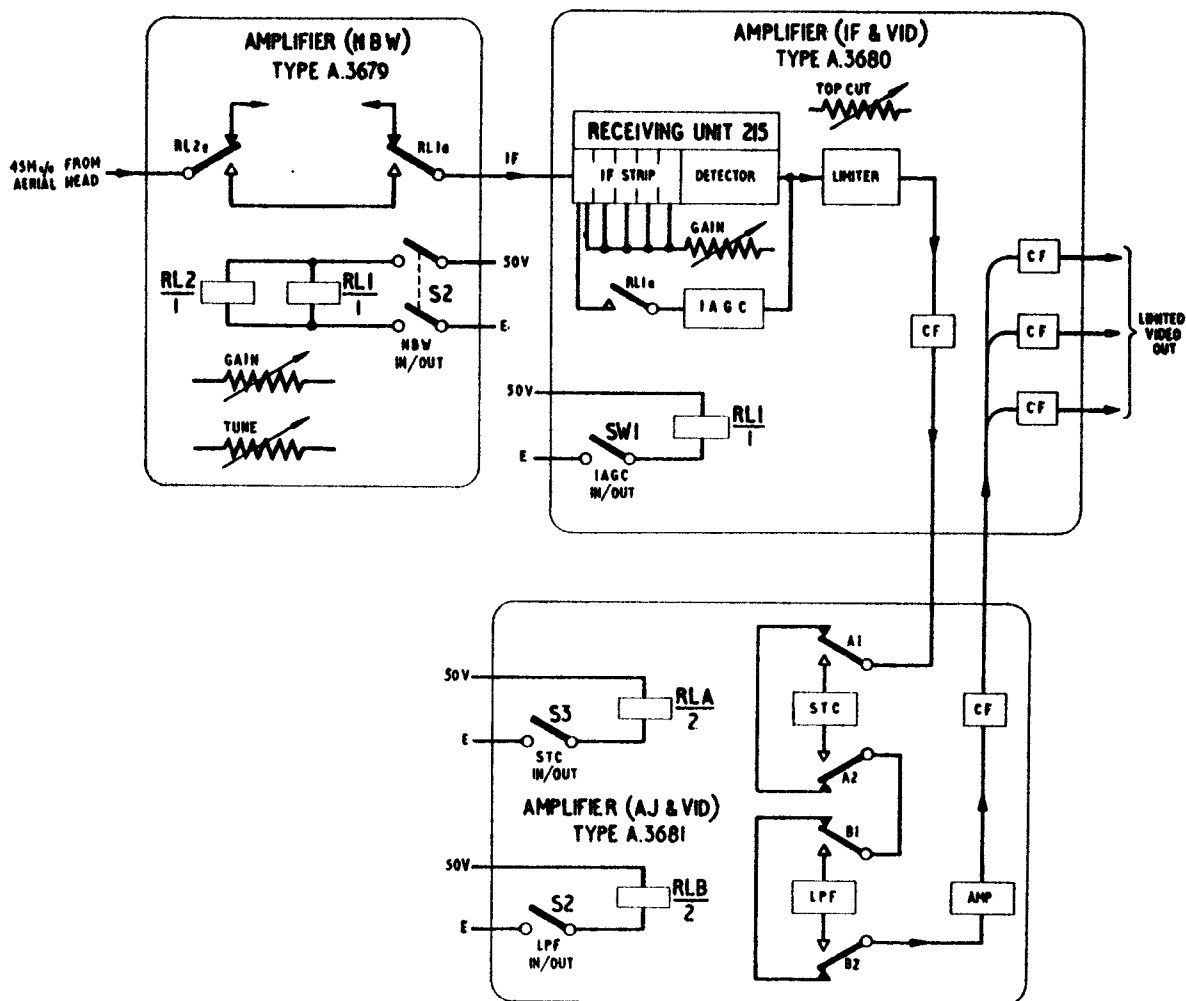 AMPLIFIER (NBW)
TYPE A.3679
RL2a
RL1a
45M c/s FROM
AERIAL HEAD
IF
RL2
1
RL1
1
S2
50V
E
NBW
IN/OUT
GAIN
TUNE
AMPLIFIER (IF & VID)
TYPE A.3680
TOP CUT
RECEIVING UNIT 215
IF STRIP
DETECTOR
LIMITER
GAIN
RL1a
IAGC
CF
CF
CF
CF
LIMITED
VIDEO
OUT
50V
RL1
1
SW1
E
IAGC
IN/OUT
A1
50V
RLA
2
STC
CF
S3
E
STC
IN/OUT
A2
AMPLIFIER (AJ & VID)
TYPE A.3681
B1
50V
RLB
2
LPF
AMP
S2
E
LPF
IN/OUT
B2